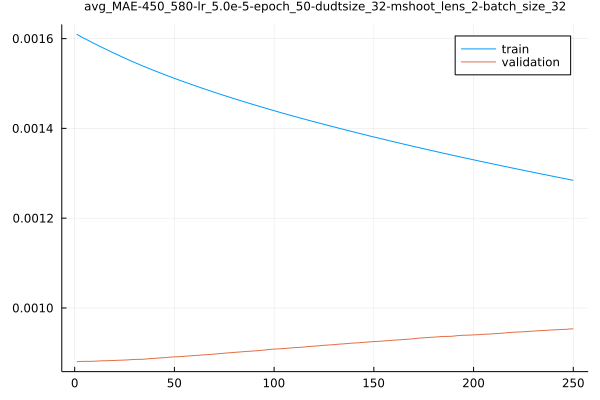 avg_MAE-450_580-lr_5.0e-5-epoch_50-dudtsize_32-mshoot_lens_2-batch_size_32
0.0016
train
validation
0.0014
0.0012
0.0010
0 50 100 150 200 250